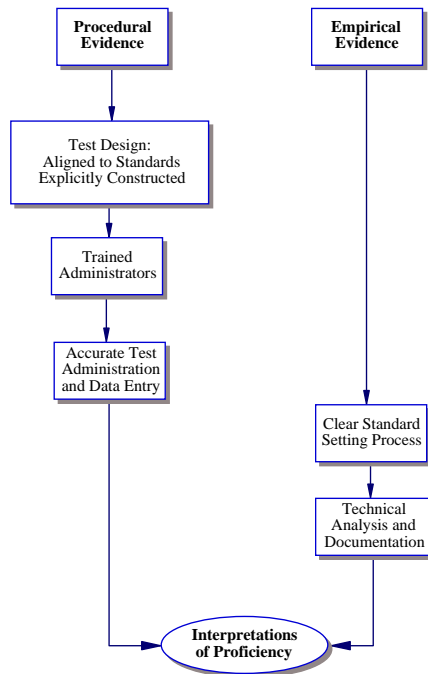 Procedural
Evidence
Empirical
Evidence
Test Design:
Aligned to Standards
Explicitly Constructed
Trained
Administrators
Accurate Test
Administration
and Data Entry
Clear Standard
Setting Process
Technical
Analysis and
Documentation
Interpretations
of Proficiency